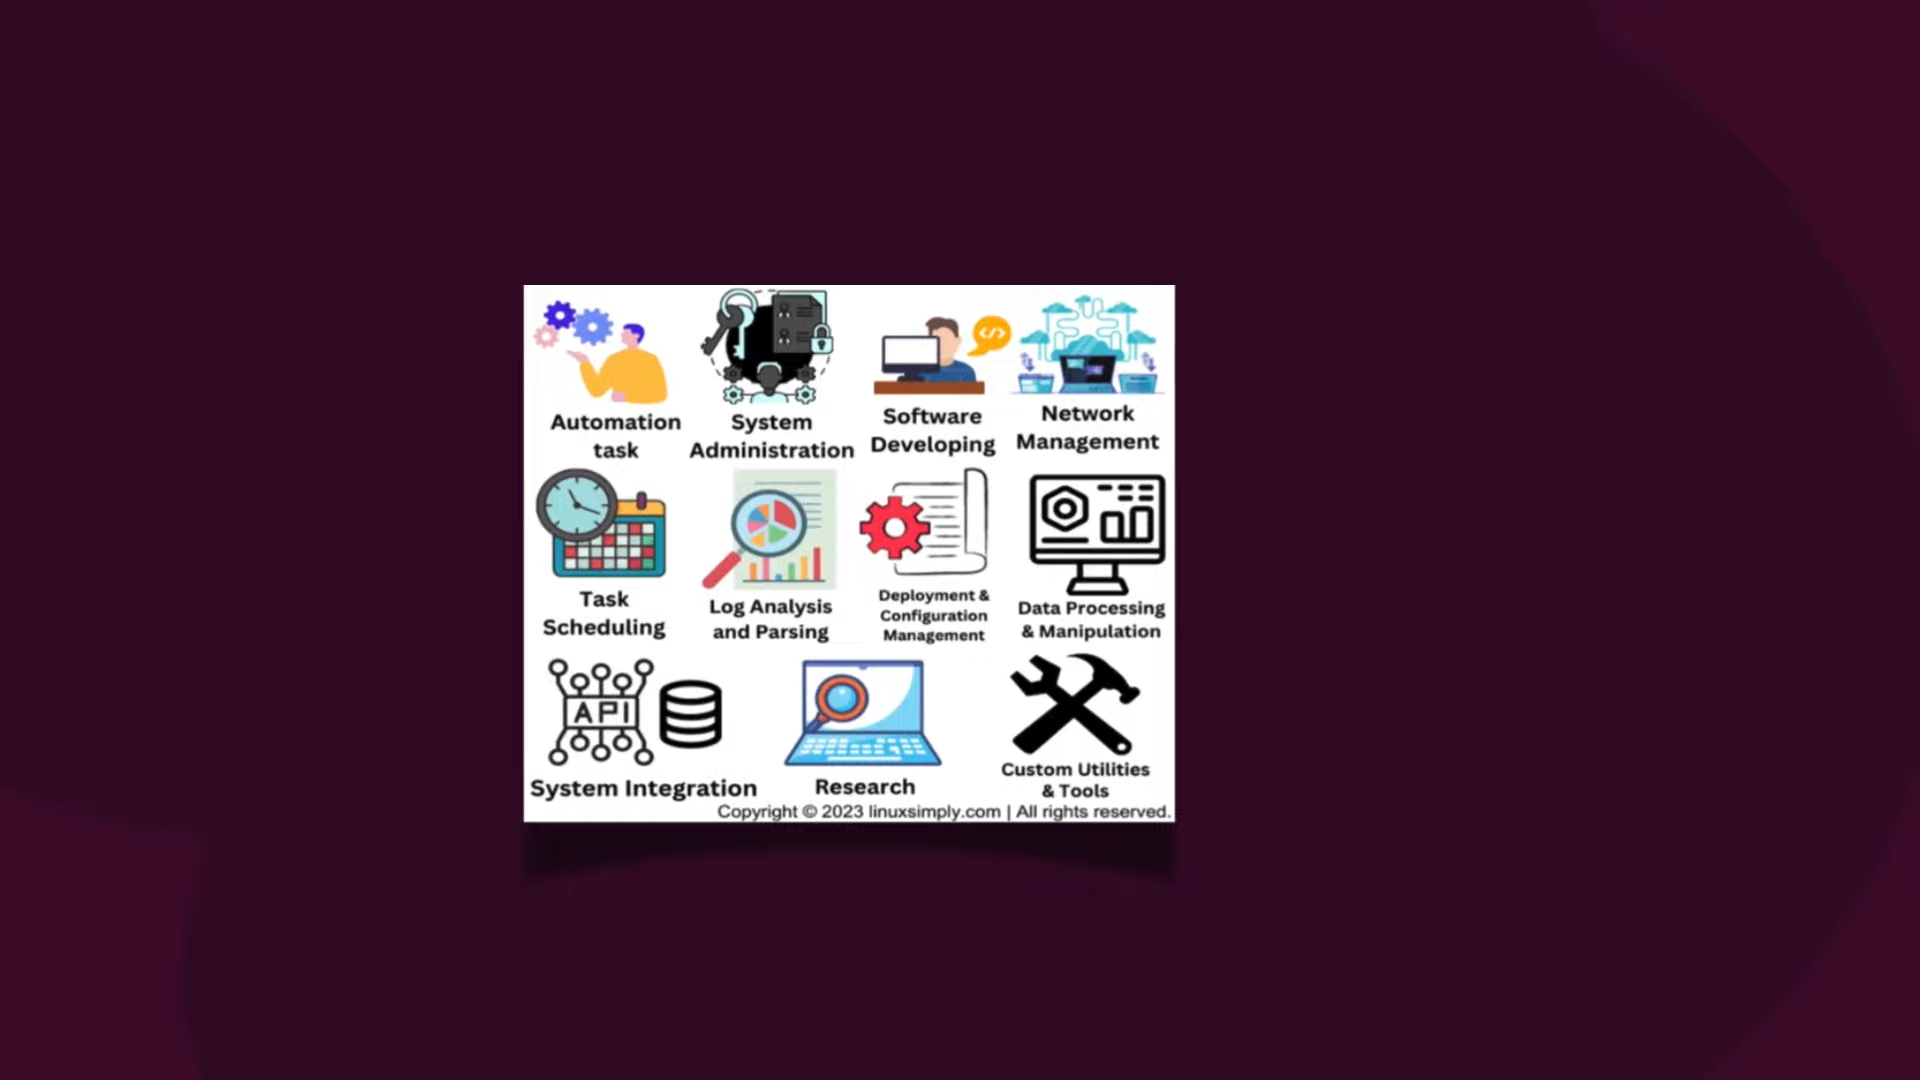 Automation
task
System
Administration
</>
Software
Developing
Network
Management
Task
Scheduling
Log Analysis
and Parsing
Deployment &
Configuration
Management
Data Processing
& Manipulation
API
System Integration
Research
Custom Utilities
& Tools
Copyright © 2023 linuxsimply.com | All rights reserved.